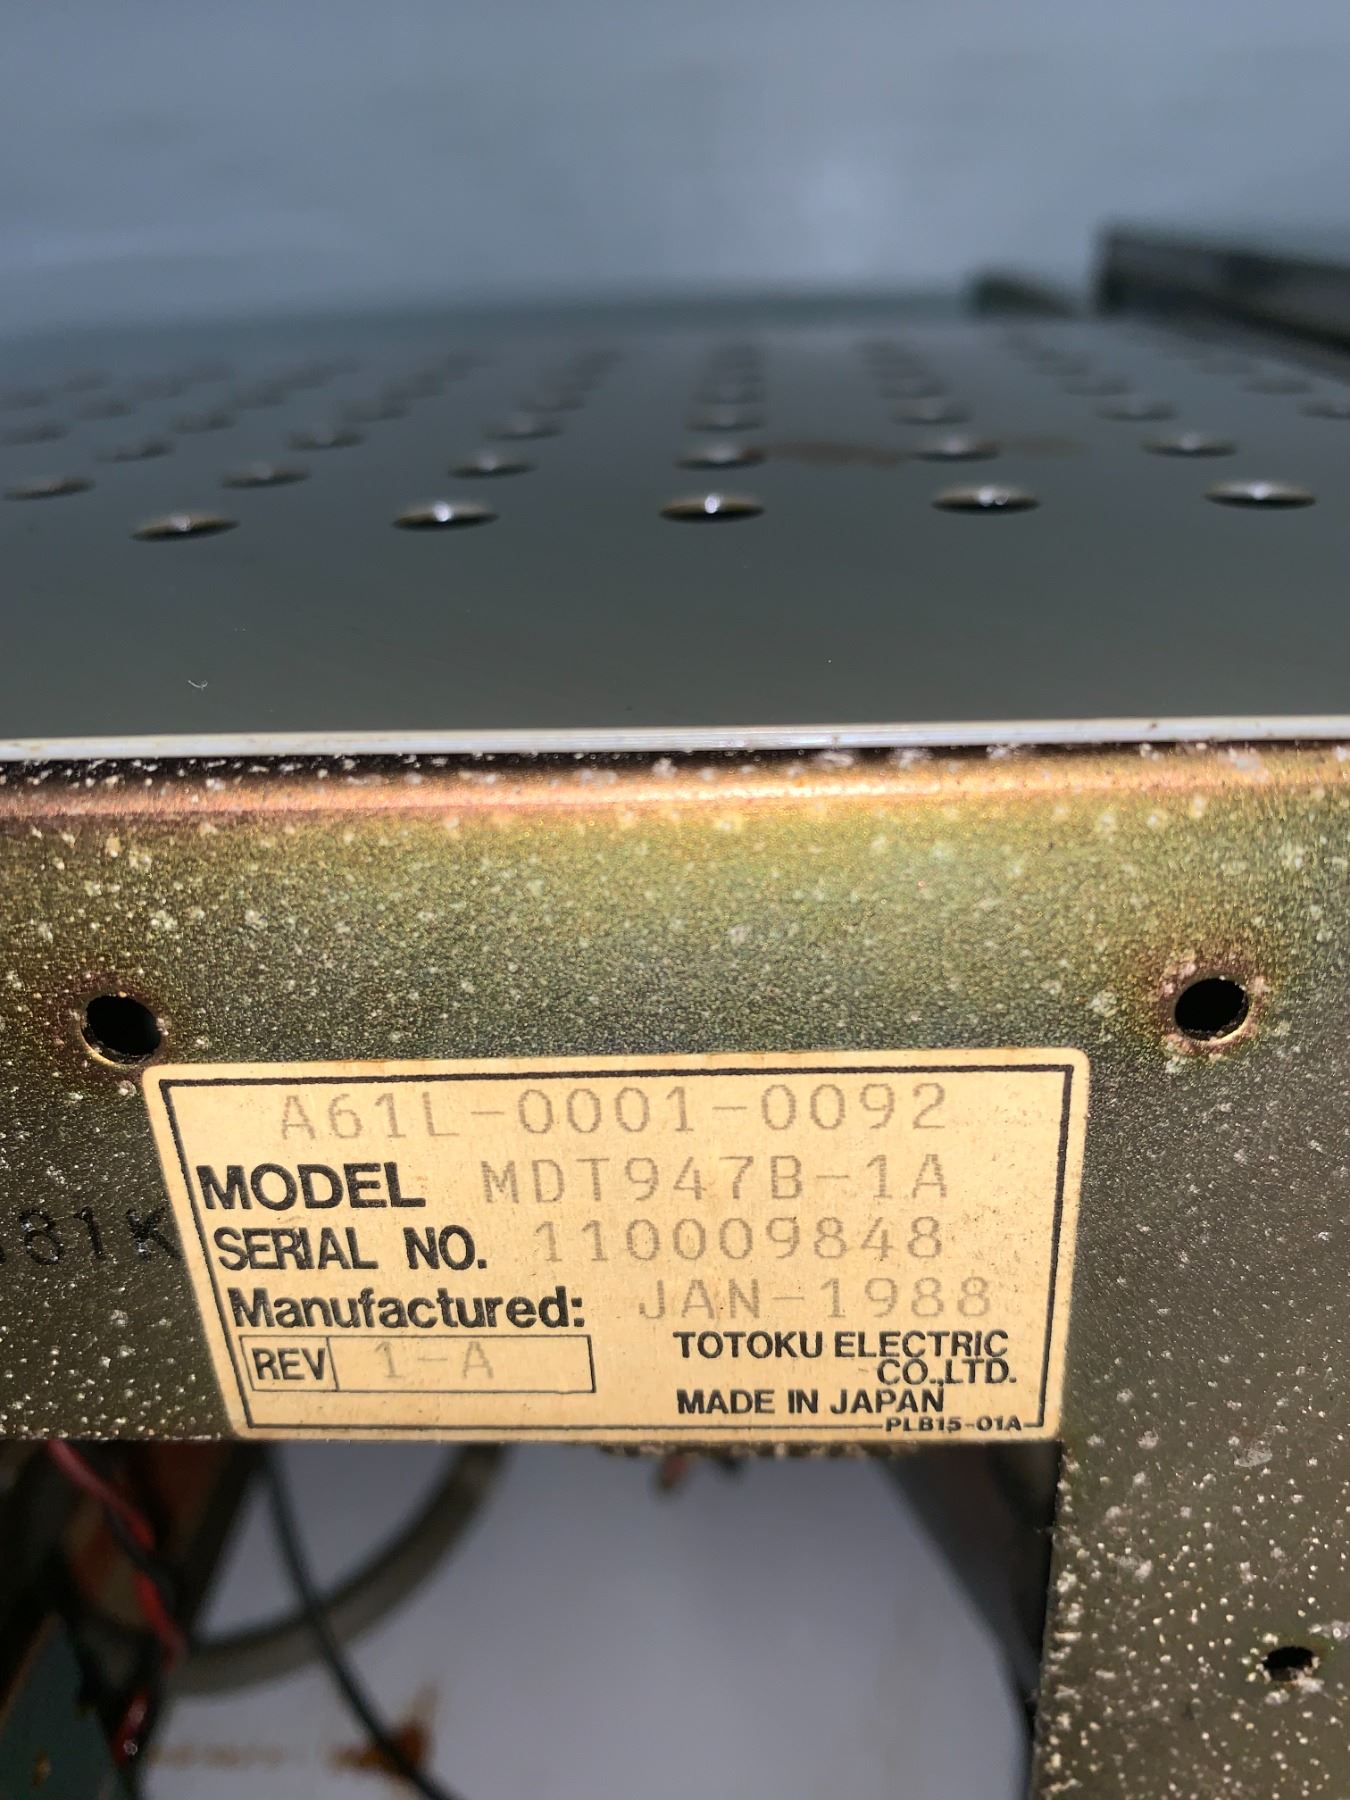 A61L-0001-0092
MODEL MDT947B-1A
81K
SERIAL NO. 110009848
Manufactured: JAN-1988
REV 1-A
TOTOKU ELECTRIC
CO.,LTD.
MADE IN JAPAN
PLB15-01A